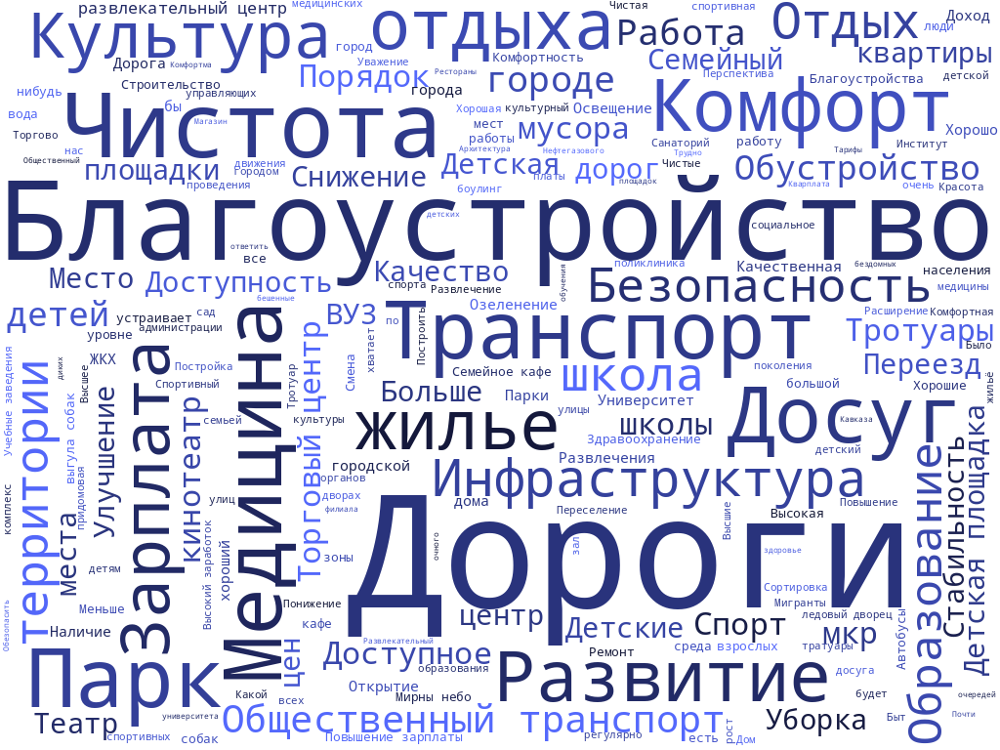 развлекательный центр
медицинских
Чистая
спортивная
Доход
Культура
отдыха
Работа
Отдых
люди
город
Дорога
Комфортма
Уважение
Комфортность
Семейный
квартиры
Строительство
Порядок
Рестораны
городе
Перспектива
Благоустройства
детской
нибудь
управляющих
города
бы
Хорошая
культурный
Освещение
Комфорт
вода
Чистота
Магазин
мест
мусора
Хорошо
Торгово
работы
Санаторий
работу
Институт
нас
Архитектура
Нефтегазового
Трудно
Тарифы
Общественный
движения
Детская
Чистые
площадки
городом
Снижение
платы
дорог
Обустройство
проведения
боулинг
площадок
Кварплата
очень
Красота
Благоустройство
детских
социальное
ответить
все
Место
Доступность
Качество
обучения
поликлиника
Качественная
бездомных
населения
бешенные
спорта
Развлечение
Безопасность
медицины
детей
устраивает
сад
ВУЗ
по
Озеленение
Расширение
Комфортная
администрации
Построить
Транспорт
Тротуары
уровне
хватает
Было
Учебные заведения
диких
Высшее
ЖКХ
Постройка
Смена
Семейное кафе
школа
поколения
Переезд
Спортивный
Тротуар
Больше
Парки
Университет
большой
Хорошие
жильё
выгула собак
Улучшение
семьей
культуры
жилье
улицы
школы
Досуг
Кавказа
территории
Зарплата
кинотеатр
Медицина
Торговый центр
Здравоохранение
детский
придомовая
городской
Развлечения
комплекс
органов
Инфраструктура
Образование
Стабильность
Детская площадка
места
улиц
дворах
дома
Переселение
Высшие
Высокая
Повышение
филиала
Дороги
Высокий заработок
хороший
очного
зал
здоровье
детям
зоны
Сортировка
Обезопасить
Меньше
Понижение
Мигранты
Наличие
кафе
центр
Детские
Спорт
ледовый дворец
мкр
Автобусы
Развлекательный
среда
взрослых
тратуары
Парк
цен
Доступное
Ремонт
образования
Развитие
досуга
Открытие
Какой
всех
Мирны небо
будет
очередей
Театр
университета
Общественный транспорт
Уборка
Быт
Почти
спортивных
собак
Повышение зарплаты
регулярно
есть
рост
Дом